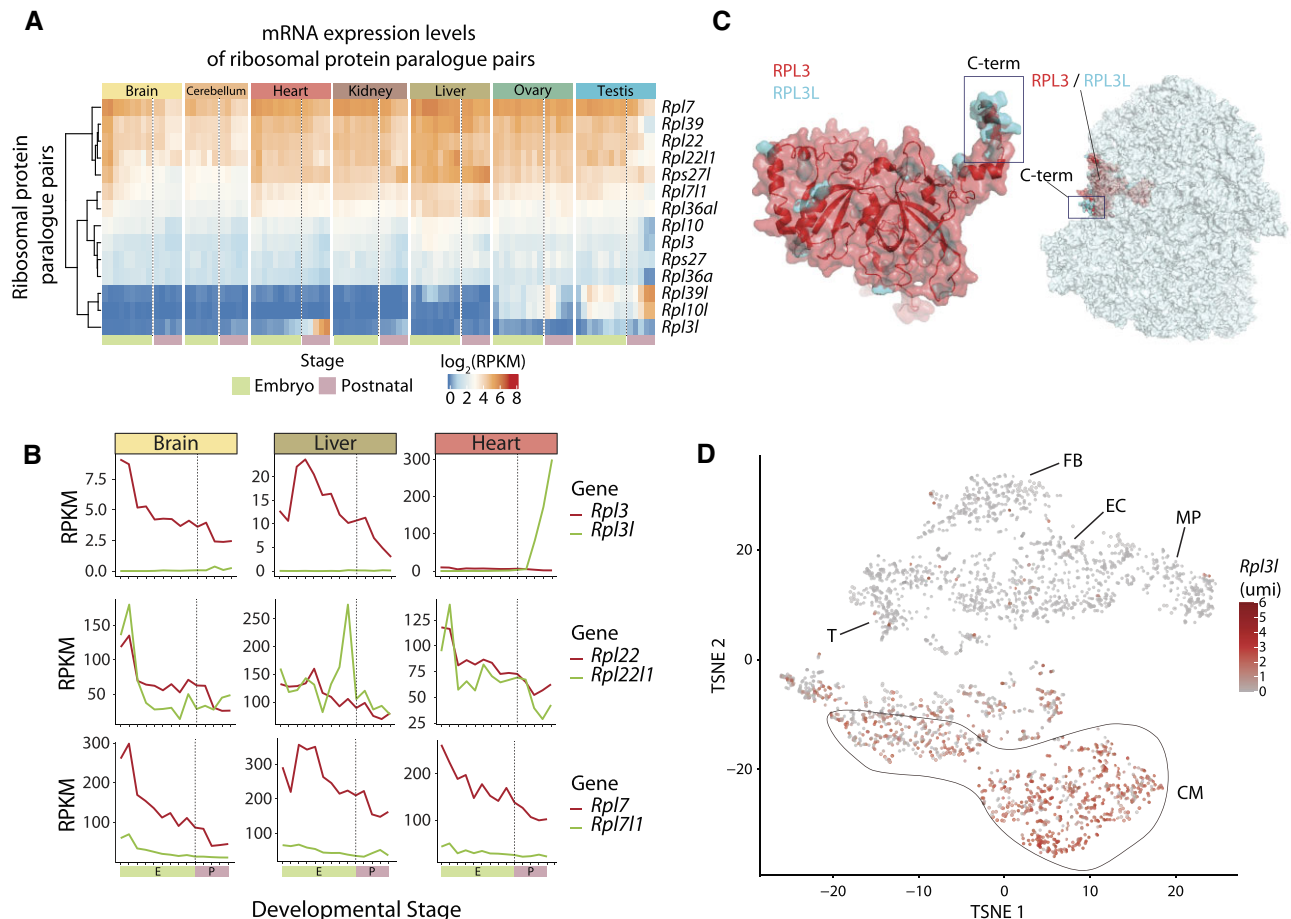 A
mRNA expression levels
of ribosomal protein paralogue pairs
Ribosomal protein
paralogue pairs
Brain
Cerebellum
Heart
Kidney
Liver
Ovary
Testis
Rpl7
Rpl39
Rpl22
Rpl22l1
Rps27l
Rpl7l1
Rpl36al
Rpl10
Rpl3
Rps27
Rpl36a
Rpl39l
Rpl10l
Rpl3l
Stage
Embryo
Postnatal
log2(RPKM)
0 2 4 6 8
B
Brain
Liver
Heart
RPKM
7.5
5.0
2.5
0.0
20
15
10
5
0
300
200
100
0
Gene
Rpl3
Rpl3l
RPKM
150
100
50
250
200
150
100
125
100
75
50
25
Gene
Rpl22
Rpl22l1
RPKM
300
200
100
300
200
100
200
100
Gene
Rpl7
Rpl7l1
E P
E P
E P
Developmental Stage
C
RPL3
RPL3L
C-term
RPL3 / RPL3L
C-term
D
TSNE 2
20
0
−20
FB
EC
MP
T
CM
Rpl3l
(umi)
6
5
4
3
2
1
0
−20 −10 0 10 20
TSNE 1